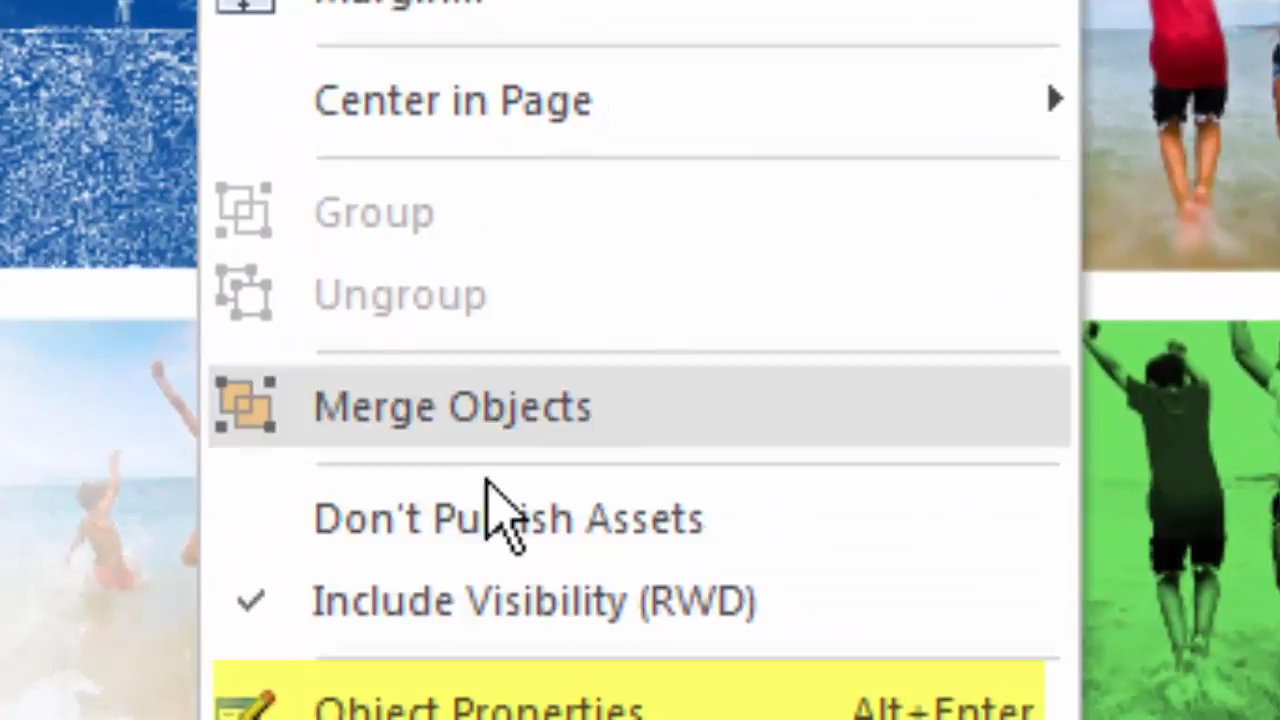 Center in Page
Group
Ungroup
Merge Objects
Don't Publish Assets
Include Visibility (RWD)
Object Properties Alt+Enter